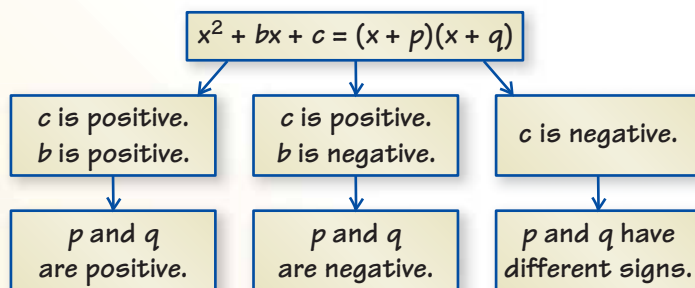 x² + bx + c = (x + p)(x + q)
c is positive.
b is positive.
c is positive.
b is negative.
c is negative.
p and q
are positive.
p and q
are negative.
p and q have
different signs.